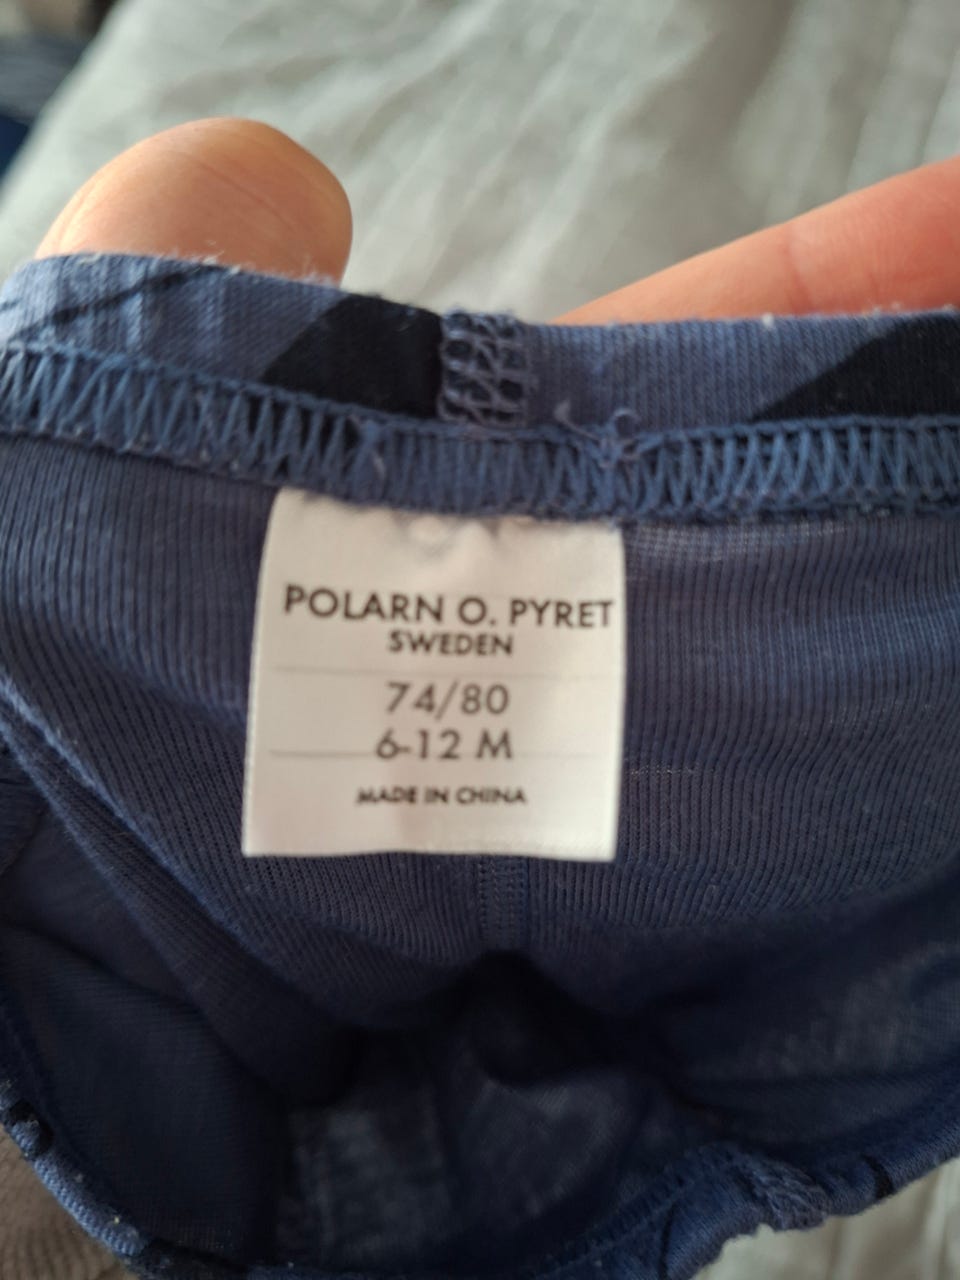 POLARN O. PYRET
SWEDEN
74/80
6-12 M
MADE IN CHINA